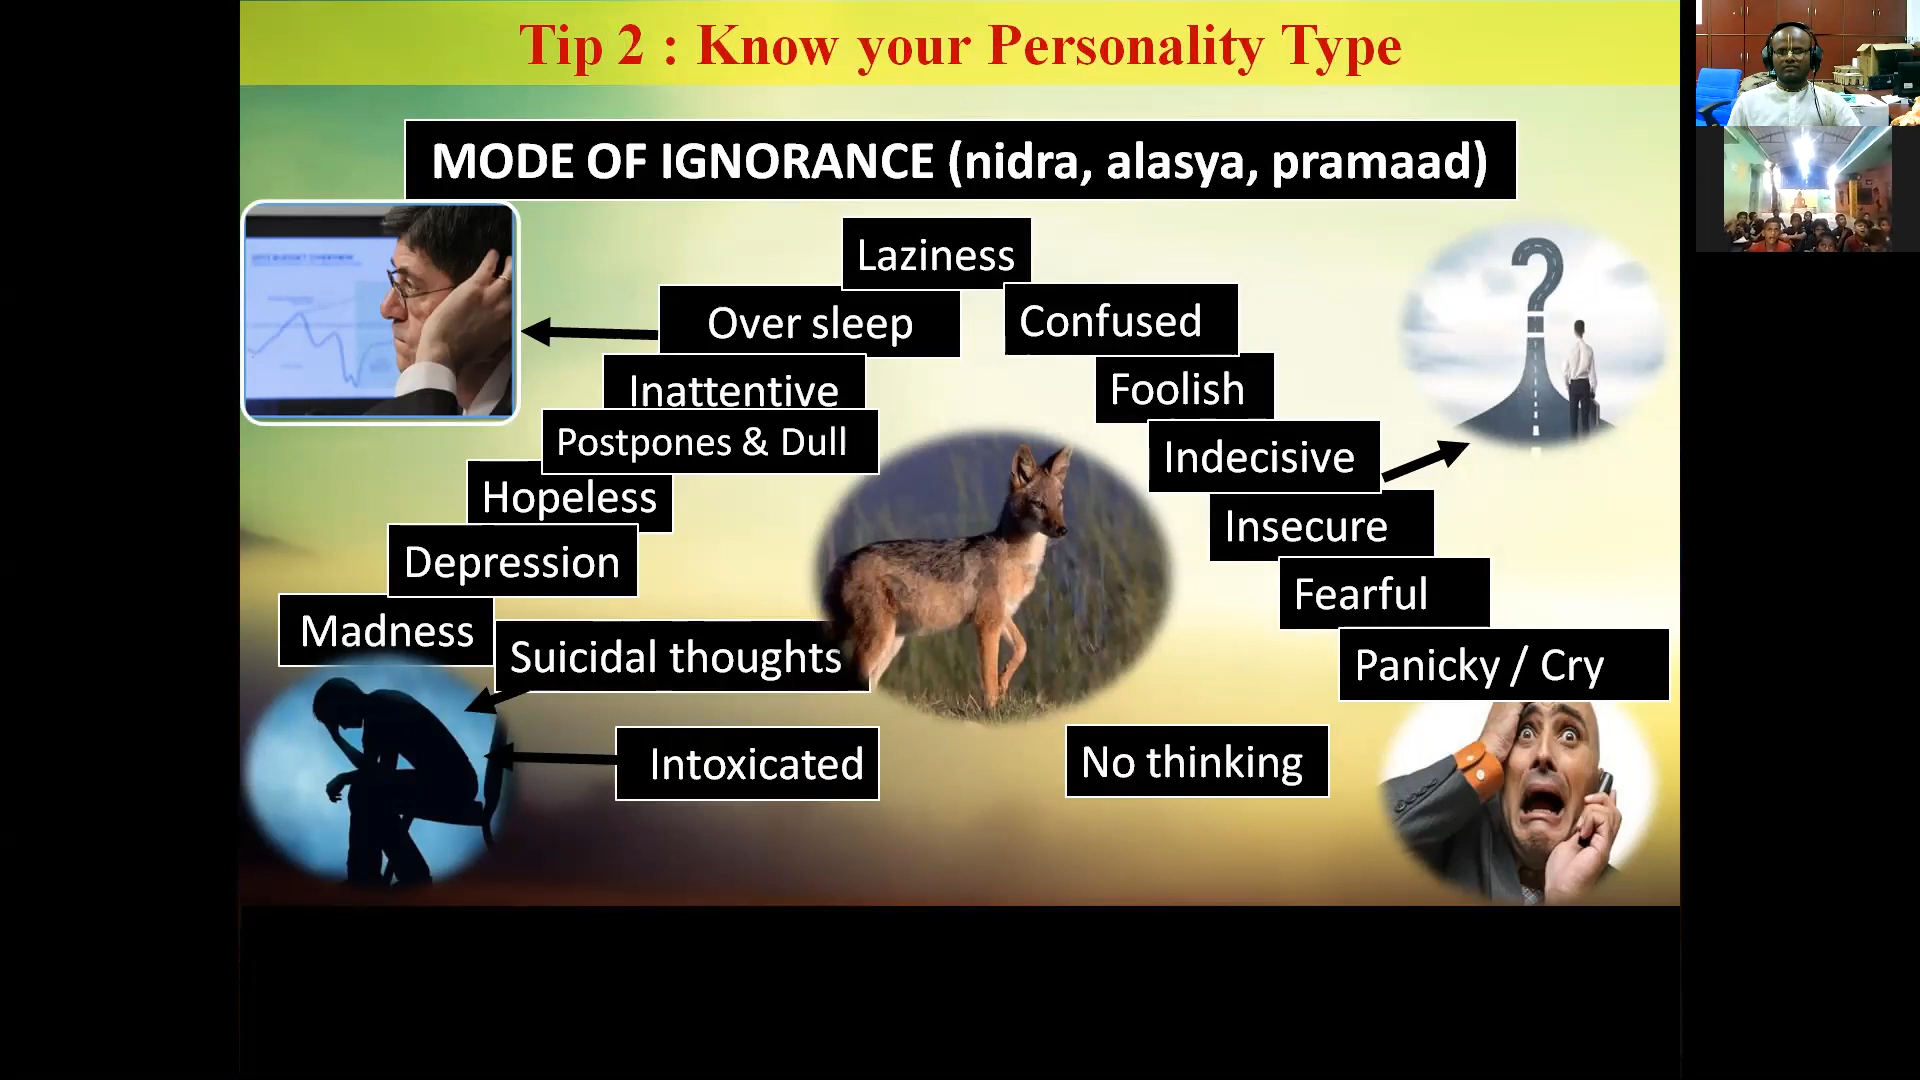 Tip 2 : Know your Personality Type
MODE OF IGNORANCE (nidra, alasya, pramaad)
Laziness
Over sleep
Confused
Inattentive
Foolish
Postpones & Dull
Indecisive
Hopeless
Insecure
Depression
Fearful
Madness
Suicidal thoughts
Panicky / Cry
Intoxicated
No thinking